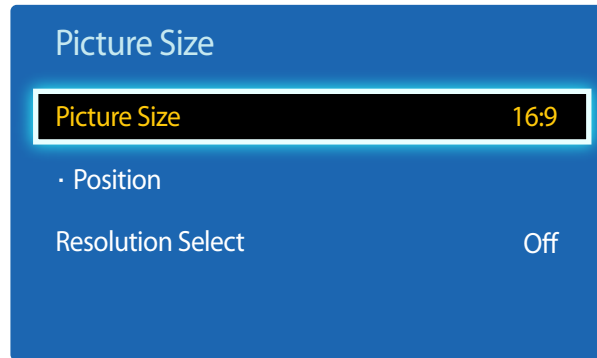 Picture Size
Picture Size 16:9
· Position
Resolution Select Off